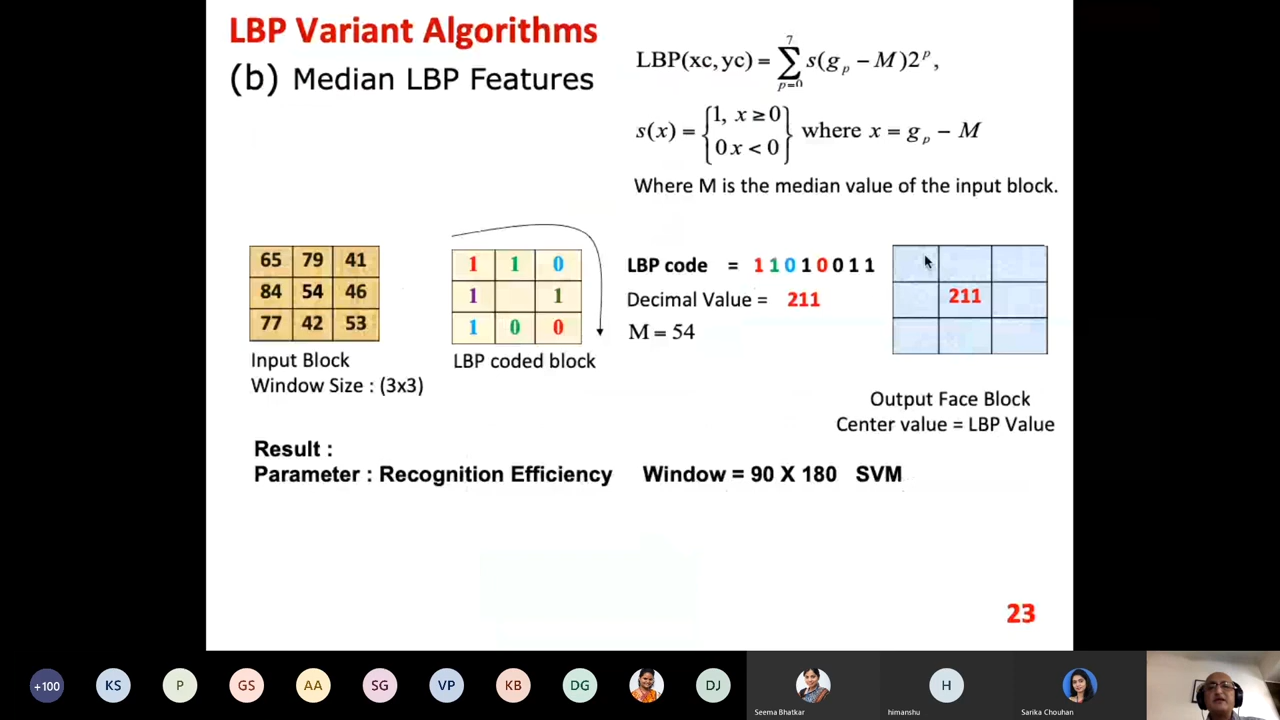 LBP Variant Algorithms
(b) Median LBP Features
LBP(xc, yc) = ∑ s(g_p − M)2^p,
7
p=0
s(x) = {1, x ≥ 0
0 x < 0} where x = g_p − M
Where M is the median value of the input block.
65 79 41
84 54 46
77 42 53
Input Block
Window Size : (3x3)
1 1 0
1 1
1 0 0
LBP coded block
LBP code = 1 1 0 1 0 0 1 1
Decimal Value = 211
M = 54
211
Output Face Block
Center value = LBP Value
Result :
Parameter : Recognition Efficiency Window = 90 X 180 SVM
23
+100 KS P GS AA SG VP KB DG DJ H
Seema Bhatkar himanshu Sarika Chouhan